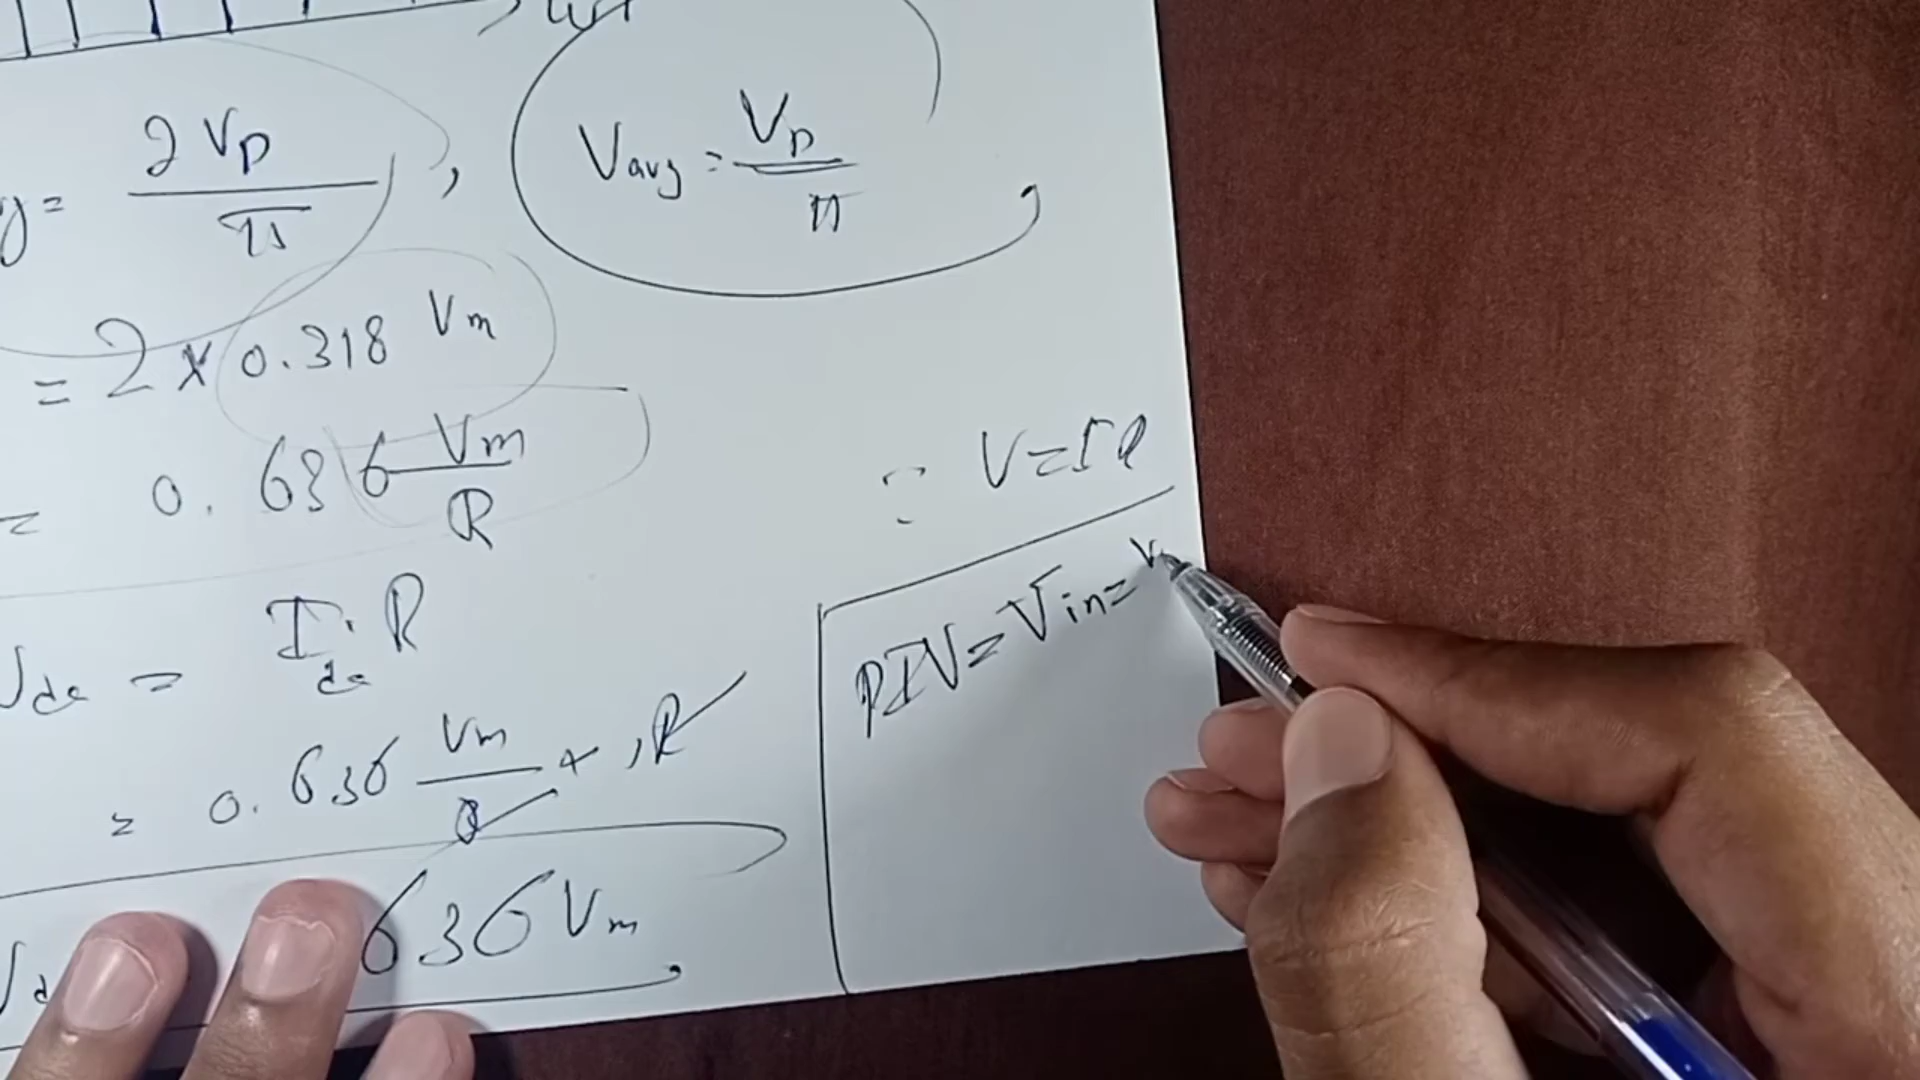 2 Vp / π , Vavg = Vp / π
= 2 x 0.318 Vm
= 0.636 Vm / R
∵ V=IR
Vdc = Idc . R
= 0.636 Vm / R x R
636 Vm
PIV = Vin = V